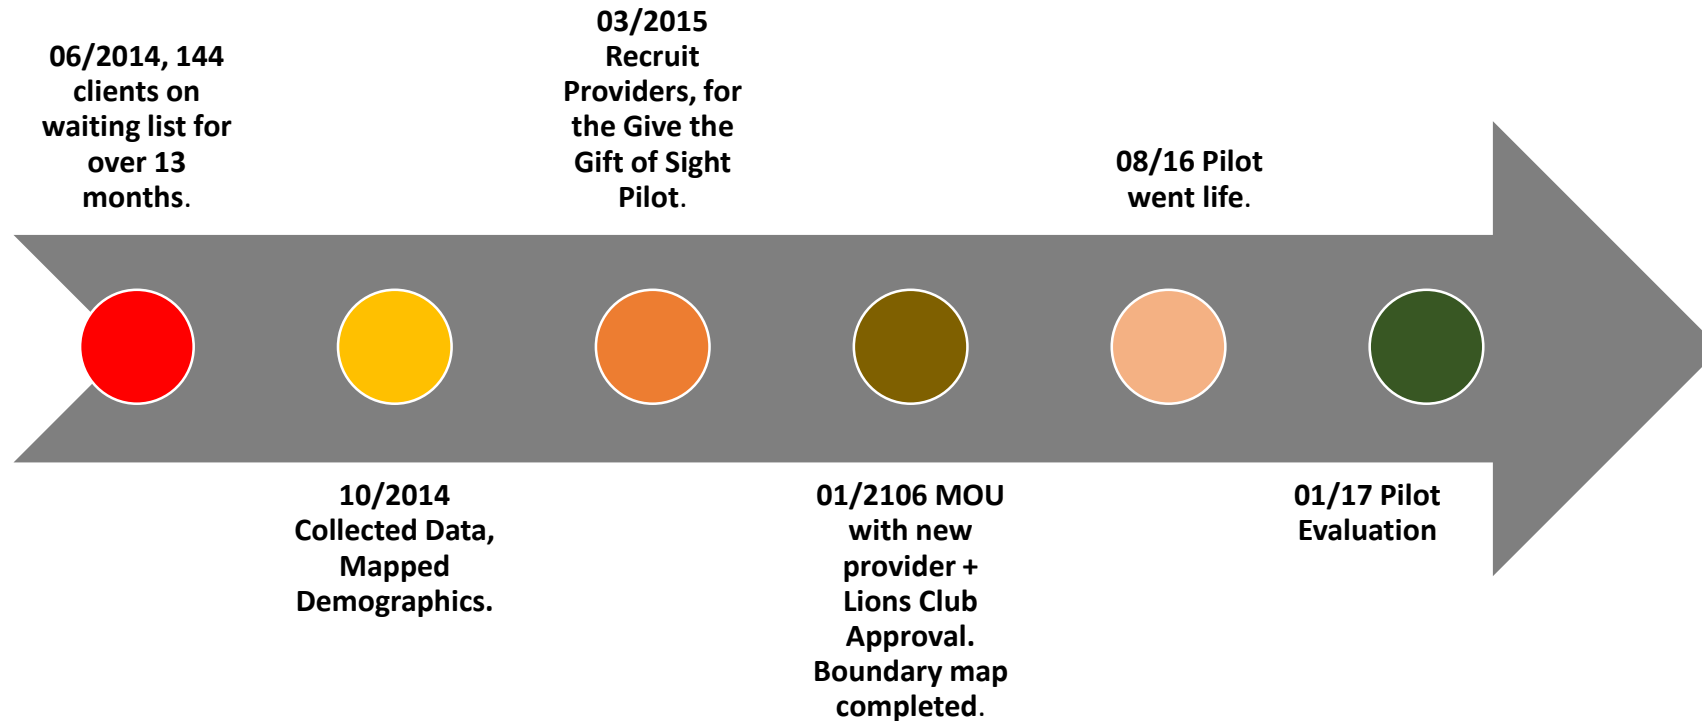 06/2014, 144
clients on
waiting list for
over 13
months.
10/2014
Collected Data,
Mapped
Demographics.
03/2015
Recruit
Providers, for
the Give the
Gift of Sight
Pilot.
01/2106 MOU
with new
provider +
Lions Club
Approval.
Boundary map
completed.
08/16 Pilot
went life.
01/17 Pilot
Evaluation